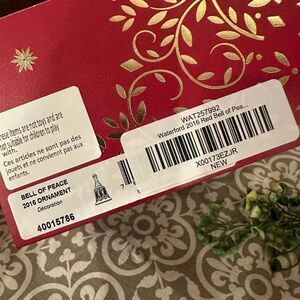 These items are not toys and are
not suitable for children to play
with.
Ces articles ne sont pas des
jouets et ne convienent pas aux
enfants.
WAT257992
Waterford 2016 Red Bell of Pea...
X00173EZJR
NEW
BELL OF PEACE
2016 ORNAMENT
Décoration
40015786